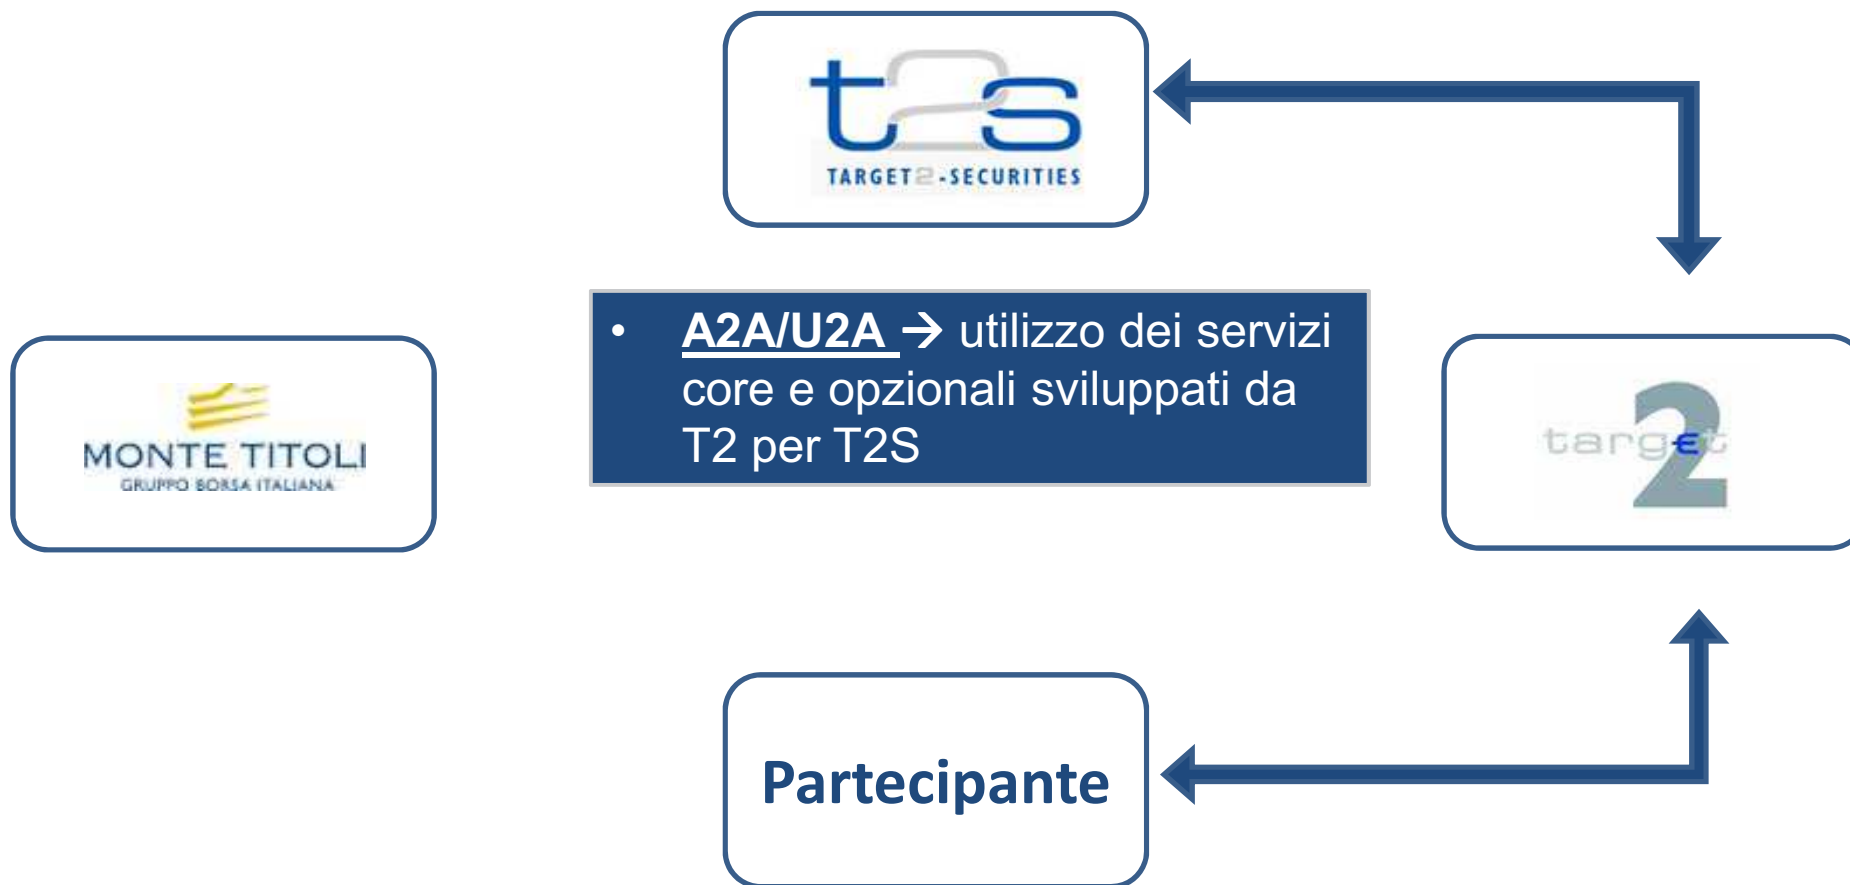 t2s
TARGET2-SECURITIES
• A2A/U2A → utilizzo dei servizi
core e opzionali sviluppati da
T2 per T2S
MONTE TITOLI
GRUPPO BORSA ITALIANA
target
2
Partecipante